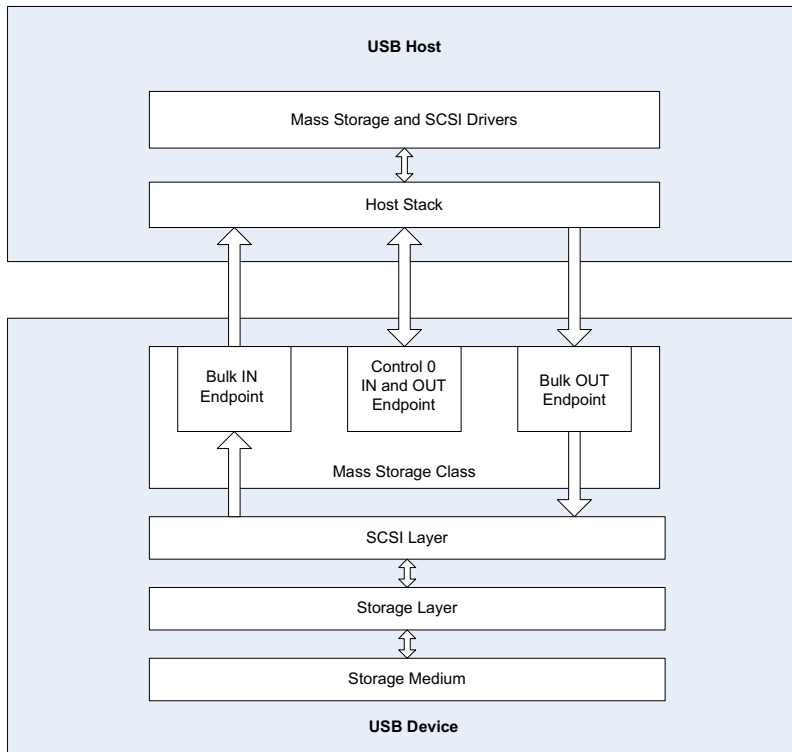 USB Host
Mass Storage and SCSI Drivers
Host Stack
Bulk IN
Endpoint
Control 0
IN and OUT
Endpoint
Bulk OUT
Endpoint
Mass Storage Class
SCSI Layer
Storage Layer
Storage Medium
USB Device